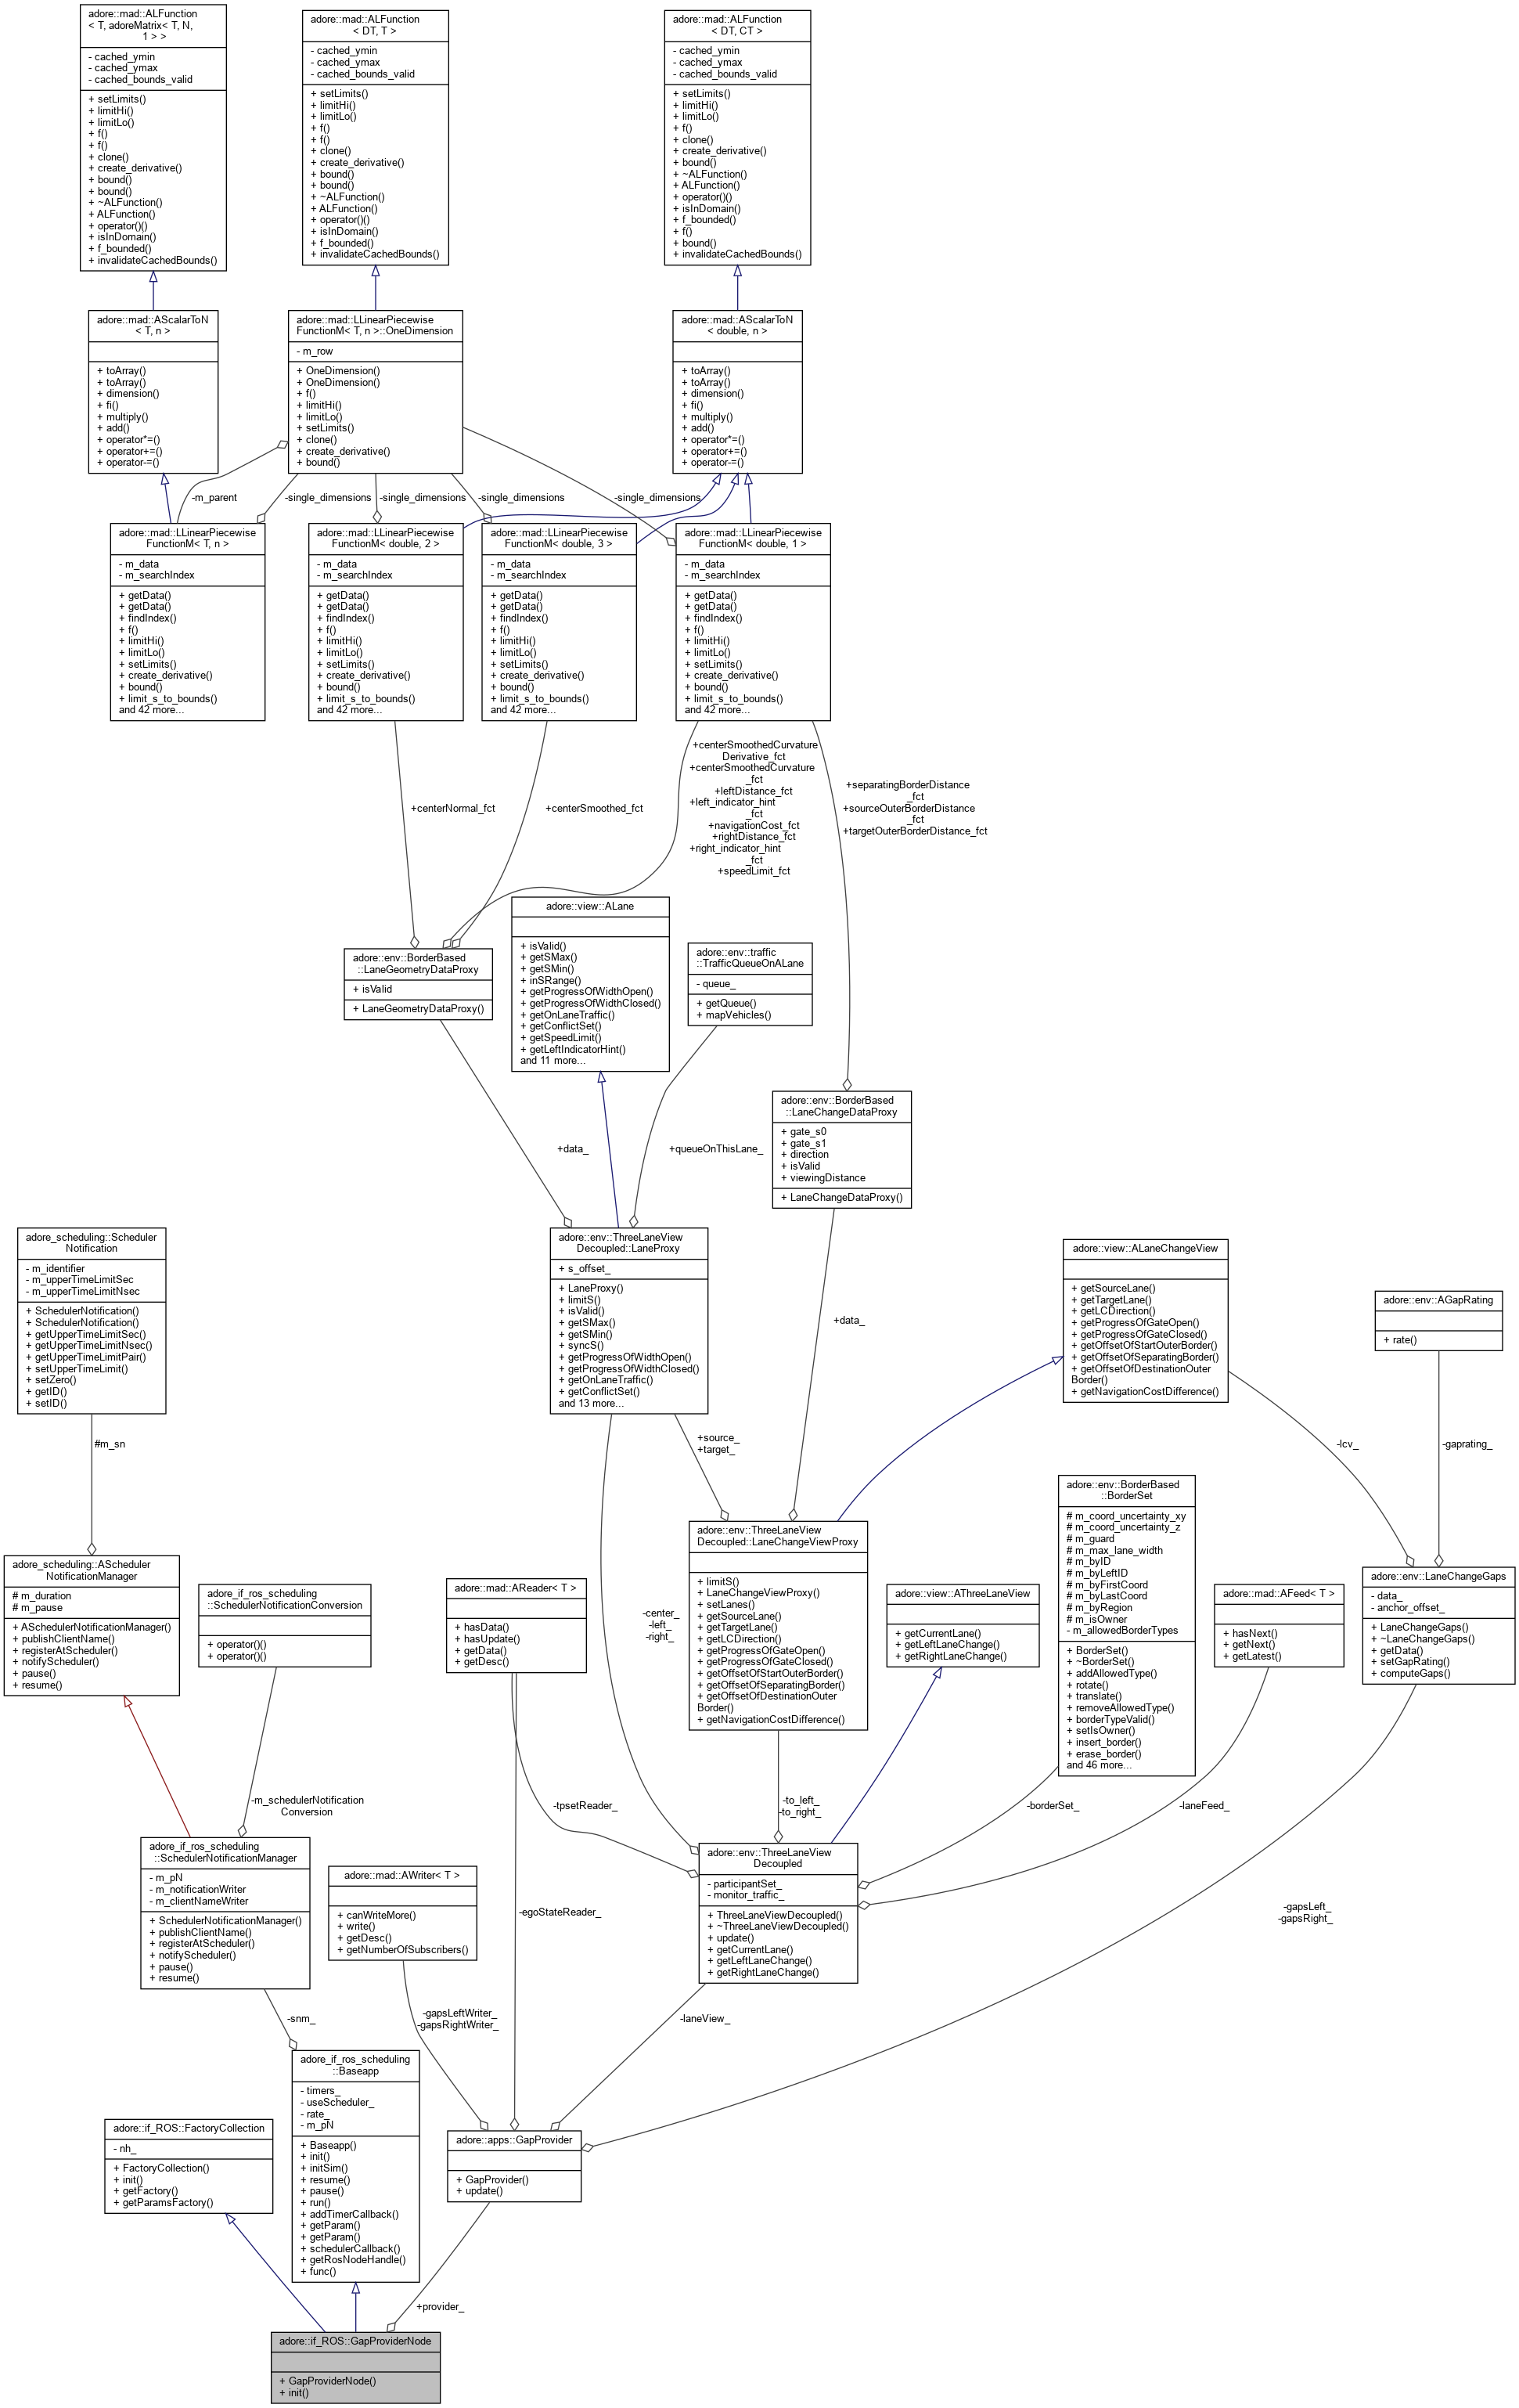 adore::mad::ALFunction
< T, adoreMatrix< T, N,
1 > >
- cached_ymin
- cached_ymax
- cached_bounds_valid
+ setLimits()
+ limitHi()
+ limitLo()
+ f()
+ f()
+ clone()
+ create_derivative()
+ bound()
+ bound()
+ ~ALFunction()
+ ALFunction()
+ operator()()
+ isInDomain()
+ f_bounded()
+ invalidateCachedBounds()
adore::mad::ALFunction
< DT, T >
- cached_ymin
- cached_ymax
- cached_bounds_valid
+ setLimits()
+ limitHi()
+ limitLo()
+ f()
+ f()
+ clone()
+ create_derivative()
+ bound()
+ bound()
+ ~ALFunction()
+ ALFunction()
+ operator()()
+ isInDomain()
+ f_bounded()
+ invalidateCachedBounds()
adore::mad::ALFunction
< DT, CT >
- cached_ymin
- cached_ymax
- cached_bounds_valid
+ setLimits()
+ limitHi()
+ limitLo()
+ f()
+ clone()
+ create_derivative()
+ bound()
+ ~ALFunction()
+ ALFunction()
+ operator()()
+ isInDomain()
+ f_bounded()
+ f()
+ bound()
+ invalidateCachedBounds()
adore::mad::AScalarToN
< T, n >
+ toArray()
+ toArray()
+ dimension()
+ fi()
+ multiply()
+ add()
+ operator*=()
+ operator+=()
+ operator-=()
adore::mad::LLinearPiecewise
FunctionM< T, n >::OneDimension
- m_row
+ OneDimension()
+ OneDimension()
+ f()
+ limitHi()
+ limitLo()
+ setLimits()
+ clone()
+ create_derivative()
+ bound()
adore::mad::AScalarToN
< double, n >
+ toArray()
+ toArray()
+ dimension()
+ fi()
+ multiply()
+ add()
+ operator*=()
+ operator+=()
+ operator-=()
-m_parent
-single_dimensions
-single_dimensions
-single_dimensions
-single_dimensions
adore::mad::LLinearPiecewise
FunctionM< T, n >
- m_data
- m_searchIndex
+ getData()
+ getData()
+ findIndex()
+ f()
+ limitHi()
+ limitLo()
+ setLimits()
+ create_derivative()
+ bound()
+ limit_s_to_bounds()
and 42 more...
adore::mad::LLinearPiecewise
FunctionM< double, 2 >
- m_data
- m_searchIndex
+ getData()
+ getData()
+ findIndex()
+ f()
+ limitHi()
+ limitLo()
+ setLimits()
+ create_derivative()
+ bound()
+ limit_s_to_bounds()
and 42 more...
adore::mad::LLinearPiecewise
FunctionM< double, 3 >
- m_data
- m_searchIndex
+ getData()
+ getData()
+ findIndex()
+ f()
+ limitHi()
+ limitLo()
+ setLimits()
+ create_derivative()
+ bound()
+ limit_s_to_bounds()
and 42 more...
adore::mad::LLinearPiecewise
FunctionM< double, 1 >
- m_data
- m_searchIndex
+ getData()
+ getData()
+ findIndex()
+ f()
+ limitHi()
+ limitLo()
+ setLimits()
+ create_derivative()
+ bound()
+ limit_s_to_bounds()
and 42 more...
+centerNormal_fct
+centerSmoothed_fct
+centerSmoothedCurvature
Derivative_fct
+centerSmoothedCurvature
_fct
+leftDistance_fct
+left_indicator_hint
_fct
+navigationCost_fct
+rightDistance_fct
+right_indicator_hint
_fct
+speedLimit_fct
+separatingBorderDistance
_fct
+sourceOuterBorderDistance
_fct
+targetOuterBorderDistance_fct
adore::env::BorderBased
::LaneGeometryDataProxy
+ isValid
+ LaneGeometryDataProxy()
adore::view::ALane
+ isValid()
+ getSMax()
+ getSMin()
+ inSRange()
+ getProgressOfWidthOpen()
+ getProgressOfWidthClosed()
+ getOnLaneTraffic()
+ getConflictSet()
+ getSpeedLimit()
+ getLeftIndicatorHint()
and 11 more...
adore::env::traffic
::TrafficQueueOnALane
- queue_
+ getQueue()
+ mapVehicles()
adore::env::BorderBased
::LaneChangeDataProxy
+ gate_s0
+ gate_s1
+ direction
+ isValid
+ viewingDistance
+ LaneChangeDataProxy()
+data_
+queueOnThisLane_
adore_scheduling::Scheduler
Notification
- m_identifier
- m_upperTimeLimitSec
- m_upperTimeLimitNsec
+ SchedulerNotification()
+ SchedulerNotification()
+ getUpperTimeLimitSec()
+ getUpperTimeLimitNsec()
+ getUpperTimeLimitPair()
+ setUpperTimeLimit()
+ setZero()
+ getID()
+ setID()
adore::env::ThreeLaneView
Decoupled::LaneProxy
+ s_offset_
+ LaneProxy()
+ limitS()
+ isValid()
+ getSMax()
+ getSMin()
+ syncS()
+ getProgressOfWidthOpen()
+ getProgressOfWidthClosed()
+ getOnLaneTraffic()
+ getConflictSet()
and 13 more...
+data_
adore::view::ALaneChangeView
+ getSourceLane()
+ getTargetLane()
+ getLCDirection()
+ getProgressOfGateOpen()
+ getProgressOfGateClosed()
+ getOffsetOfStartOuterBorder()
+ getOffsetOfSeparatingBorder()
+ getOffsetOfDestinationOuter
Border()
+ getNavigationCostDifference()
adore::env::AGapRating
+ rate()
#m_sn
+source_
+target_
-lcv_
-gaprating_
adore_scheduling::AScheduler
NotificationManager
# m_duration
# m_pause
+ ASchedulerNotificationManager()
+ publishClientName()
+ registerAtScheduler()
+ notifyScheduler()
+ pause()
+ resume()
adore_if_ros_scheduling
::SchedulerNotificationConversion
+ operator()()
+ operator()()
adore::mad::AReader< T >
+ hasData()
+ hasUpdate()
+ getData()
+ getDesc()
-center_
-left_
-right_
adore::env::ThreeLaneView
Decoupled::LaneChangeViewProxy
+ limitS()
+ LaneChangeViewProxy()
+ setLanes()
+ getSourceLane()
+ getTargetLane()
+ getLCDirection()
+ getProgressOfGateOpen()
+ getProgressOfGateClosed()
+ getOffsetOfStartOuterBorder()
+ getOffsetOfSeparatingBorder()
+ getOffsetOfDestinationOuter
Border()
+ getNavigationCostDifference()
adore::view::AThreeLaneView
+ getCurrentLane()
+ getLeftLaneChange()
+ getRightLaneChange()
adore::env::BorderBased
::BorderSet
# m_coord_uncertainty_xy
# m_coord_uncertainty_z
# m_guard
# m_max_lane_width
# m_byID
# m_byLeftID
# m_byFirstCoord
# m_byLastCoord
# m_byRegion
# m_isOwner
- m_allowedBorderTypes
+ BorderSet()
+ ~BorderSet()
+ addAllowedType()
+ rotate()
+ translate()
+ removeAllowedType()
+ borderTypeValid()
+ setIsOwner()
+ insert_border()
+ erase_border()
and 46 more...
adore::mad::AFeed< T >
+ hasNext()
+ getNext()
+ getLatest()
adore::env::LaneChangeGaps
- data_
- anchor_offset_
+ LaneChangeGaps()
+ ~LaneChangeGaps()
+ getData()
+ setGapRating()
+ computeGaps()
-m_schedulerNotification
Conversion
-tpsetReader_
-to_left_
-to_right_
-borderSet_
-laneFeed_
adore_if_ros_scheduling
::SchedulerNotificationManager
- m_pN
- m_notificationWriter
- m_clientNameWriter
+ SchedulerNotificationManager()
+ publishClientName()
+ registerAtScheduler()
+ notifyScheduler()
+ pause()
+ resume()
adore::mad::AWriter< T >
+ canWriteMore()
+ write()
+ getDesc()
+ getNumberOfSubscribers()
-egoStateReader_
adore::env::ThreeLaneView
Decoupled
- participantSet_
- monitor_traffic_
+ ThreeLaneViewDecoupled()
+ ~ThreeLaneViewDecoupled()
+ update()
+ getCurrentLane()
+ getLeftLaneChange()
+ getRightLaneChange()
-gapsLeft_
-gapsRight_
-snm_
-gapsLeftWriter_
-gapsRightWriter_
-laneView_
adore_if_ros_scheduling
::Baseapp
- timers_
- useScheduler_
- rate_
- m_pN
+ Baseapp()
+ init()
+ initSim()
+ resume()
+ pause()
+ run()
+ addTimerCallback()
+ getParam()
+ getParam()
+ schedulerCallback()
+ getRosNodeHandle()
+ func()
adore::if_ROS::FactoryCollection
- nh_
+ FactoryCollection()
+ init()
+ getFactory()
+ getParamsFactory()
adore::apps::GapProvider
+ GapProvider()
+ update()
+provider_
adore::if_ROS::GapProviderNode
+ GapProviderNode()
+ init()